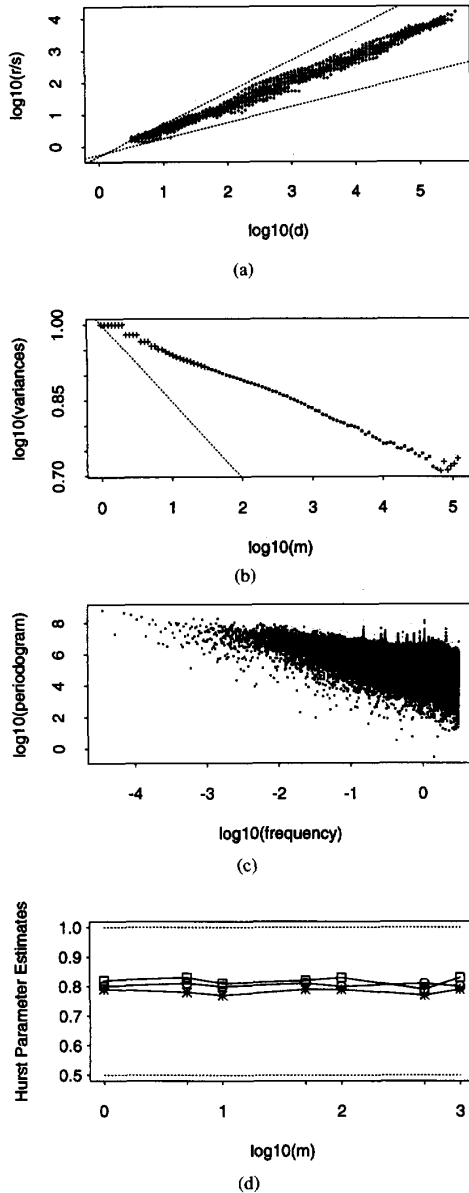 log10(r/s)
4
3
2
1
0
0 1 2 3 4 5
log10(d)
(a)
log10(variances)
1.00
0.85
0.70
0 1 2 3 4 5
log10(m)
(b)
log10(periodogram)
8
6
4
2
0
-4 -3 -2 -1 0
log10(frequency)
(c)
Hurst Parameter Estimates
1.0
0.9
0.8
0.7
0.6
0.5
0 1 2 3
log10(m)
(d)